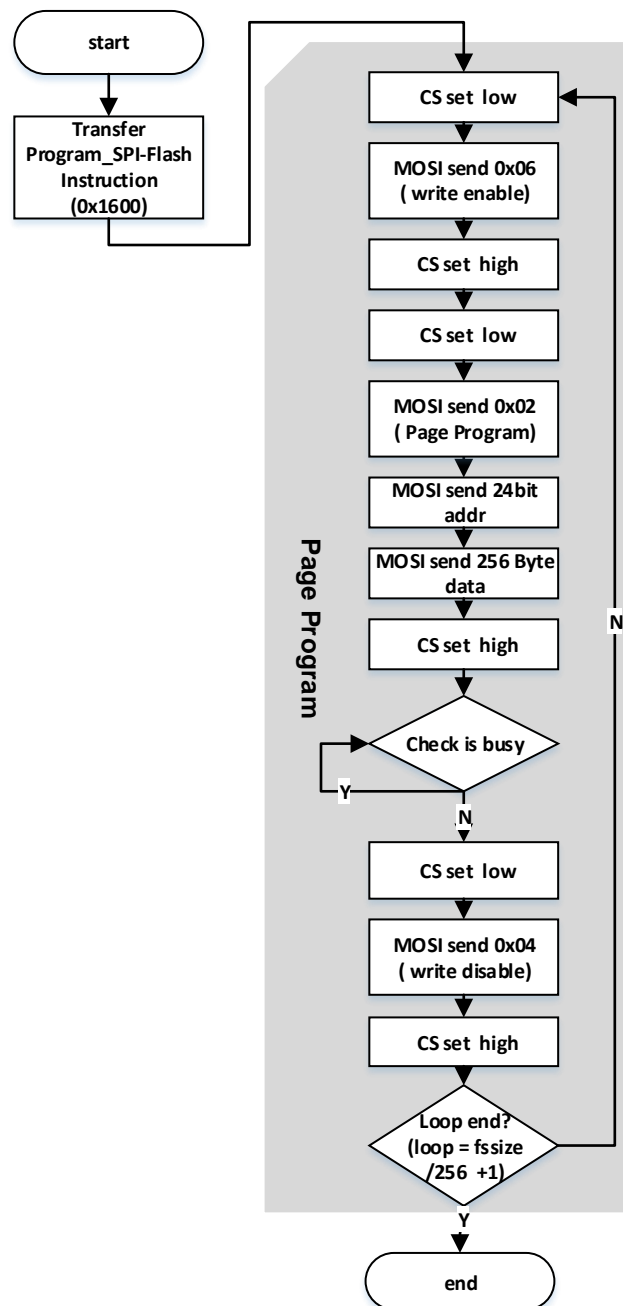 start
Transfer
Program_SPI-Flash
Instruction
(0x1600)
CS set low
MOSI send 0x06
( write enable)
CS set high
CS set low
MOSI send 0x02
( Page Program)
MOSI send 24bit
addr
MOSI send 256 Byte
data
CS set high
Page Program
Check is busy
Y
N
CS set low
MOSI send 0x04
( write disable)
CS set high
Loop end?
(loop = fssize
/256 +1)
N
Y
end